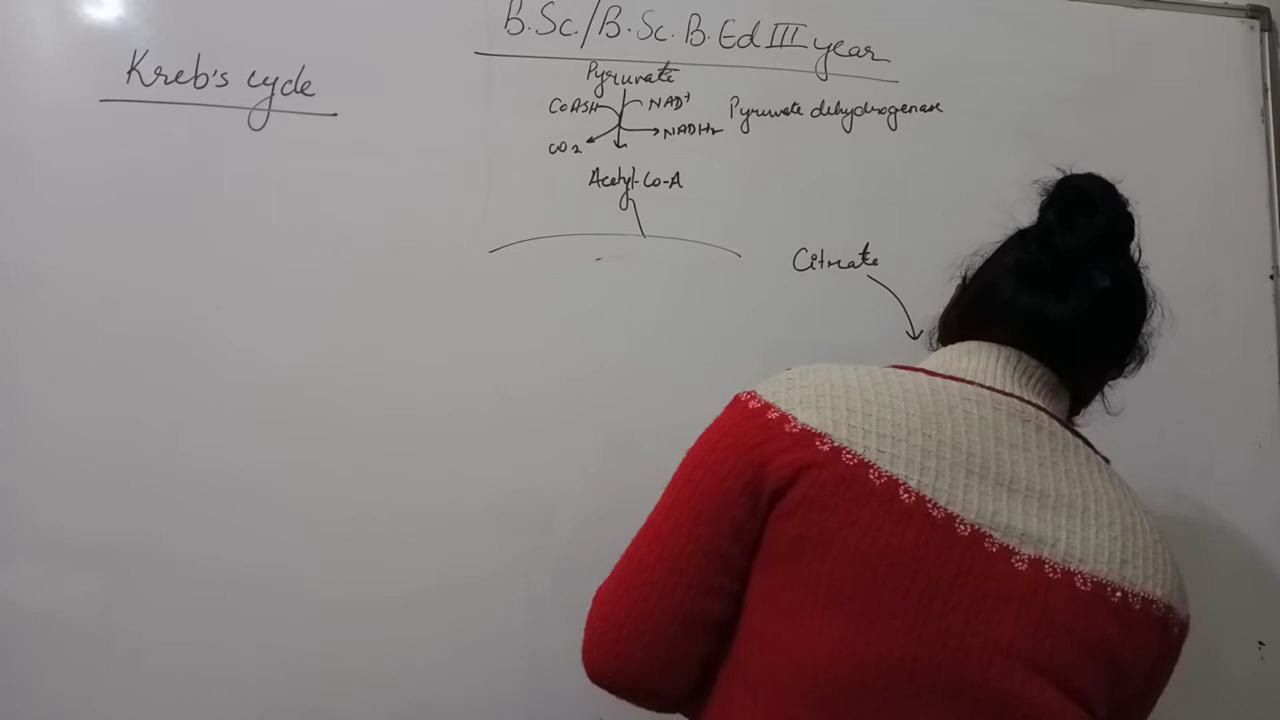 B.Sc./B.Sc. B.Ed III year
Kreb's cycle
Pyruvate
CoASH NAD+ Pyruvate dehydrogenase
CO2 NADH2
Acetyl-Co-A
Citrate